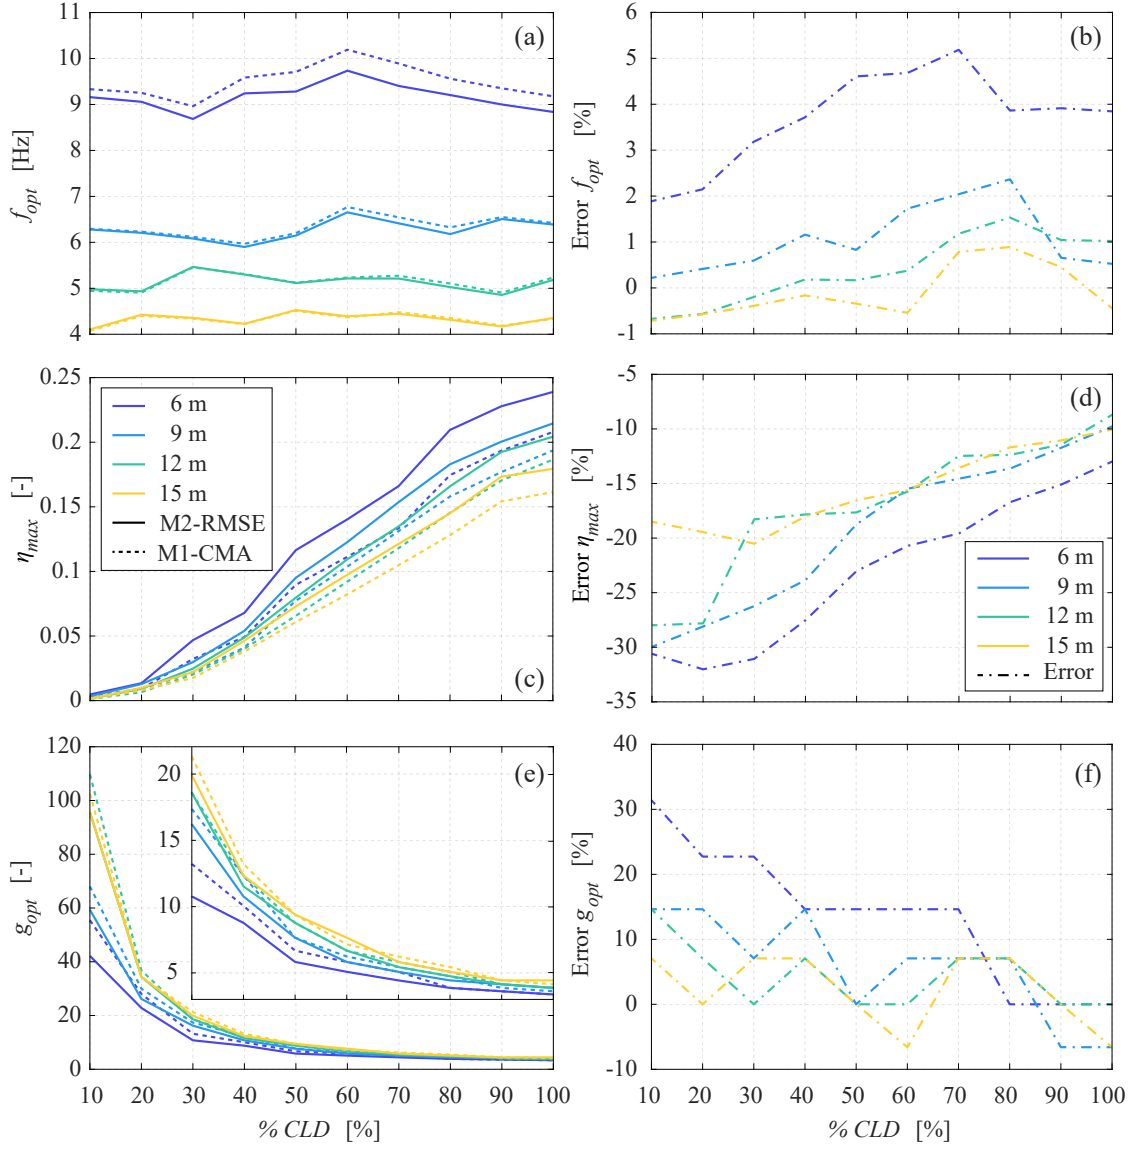 11
10
9
8
7
6
5
4
f_opt [Hz]
(a)
6
5
4
3
2
1
0
-1
Error f_opt [%]
(b)
0.25
0.2
0.15
0.1
0.05
0
η_max [-]
6 m
9 m
12 m
15 m
M2-RMSE
M1-CMA
(c)
-5
-10
-15
-20
-25
-30
-35
Error η_max [%]
(d)
6 m
9 m
12 m
15 m
Error
120
100
80
60
40
20
0
g_opt [-]
20
15
10
5
(e)
10 20 30 40 50 60 70 80 90 100
% CLD [%]
40
30
20
10
0
-10
Error g_opt [%]
(f)
10 20 30 40 50 60 70 80 90 100
% CLD [%]